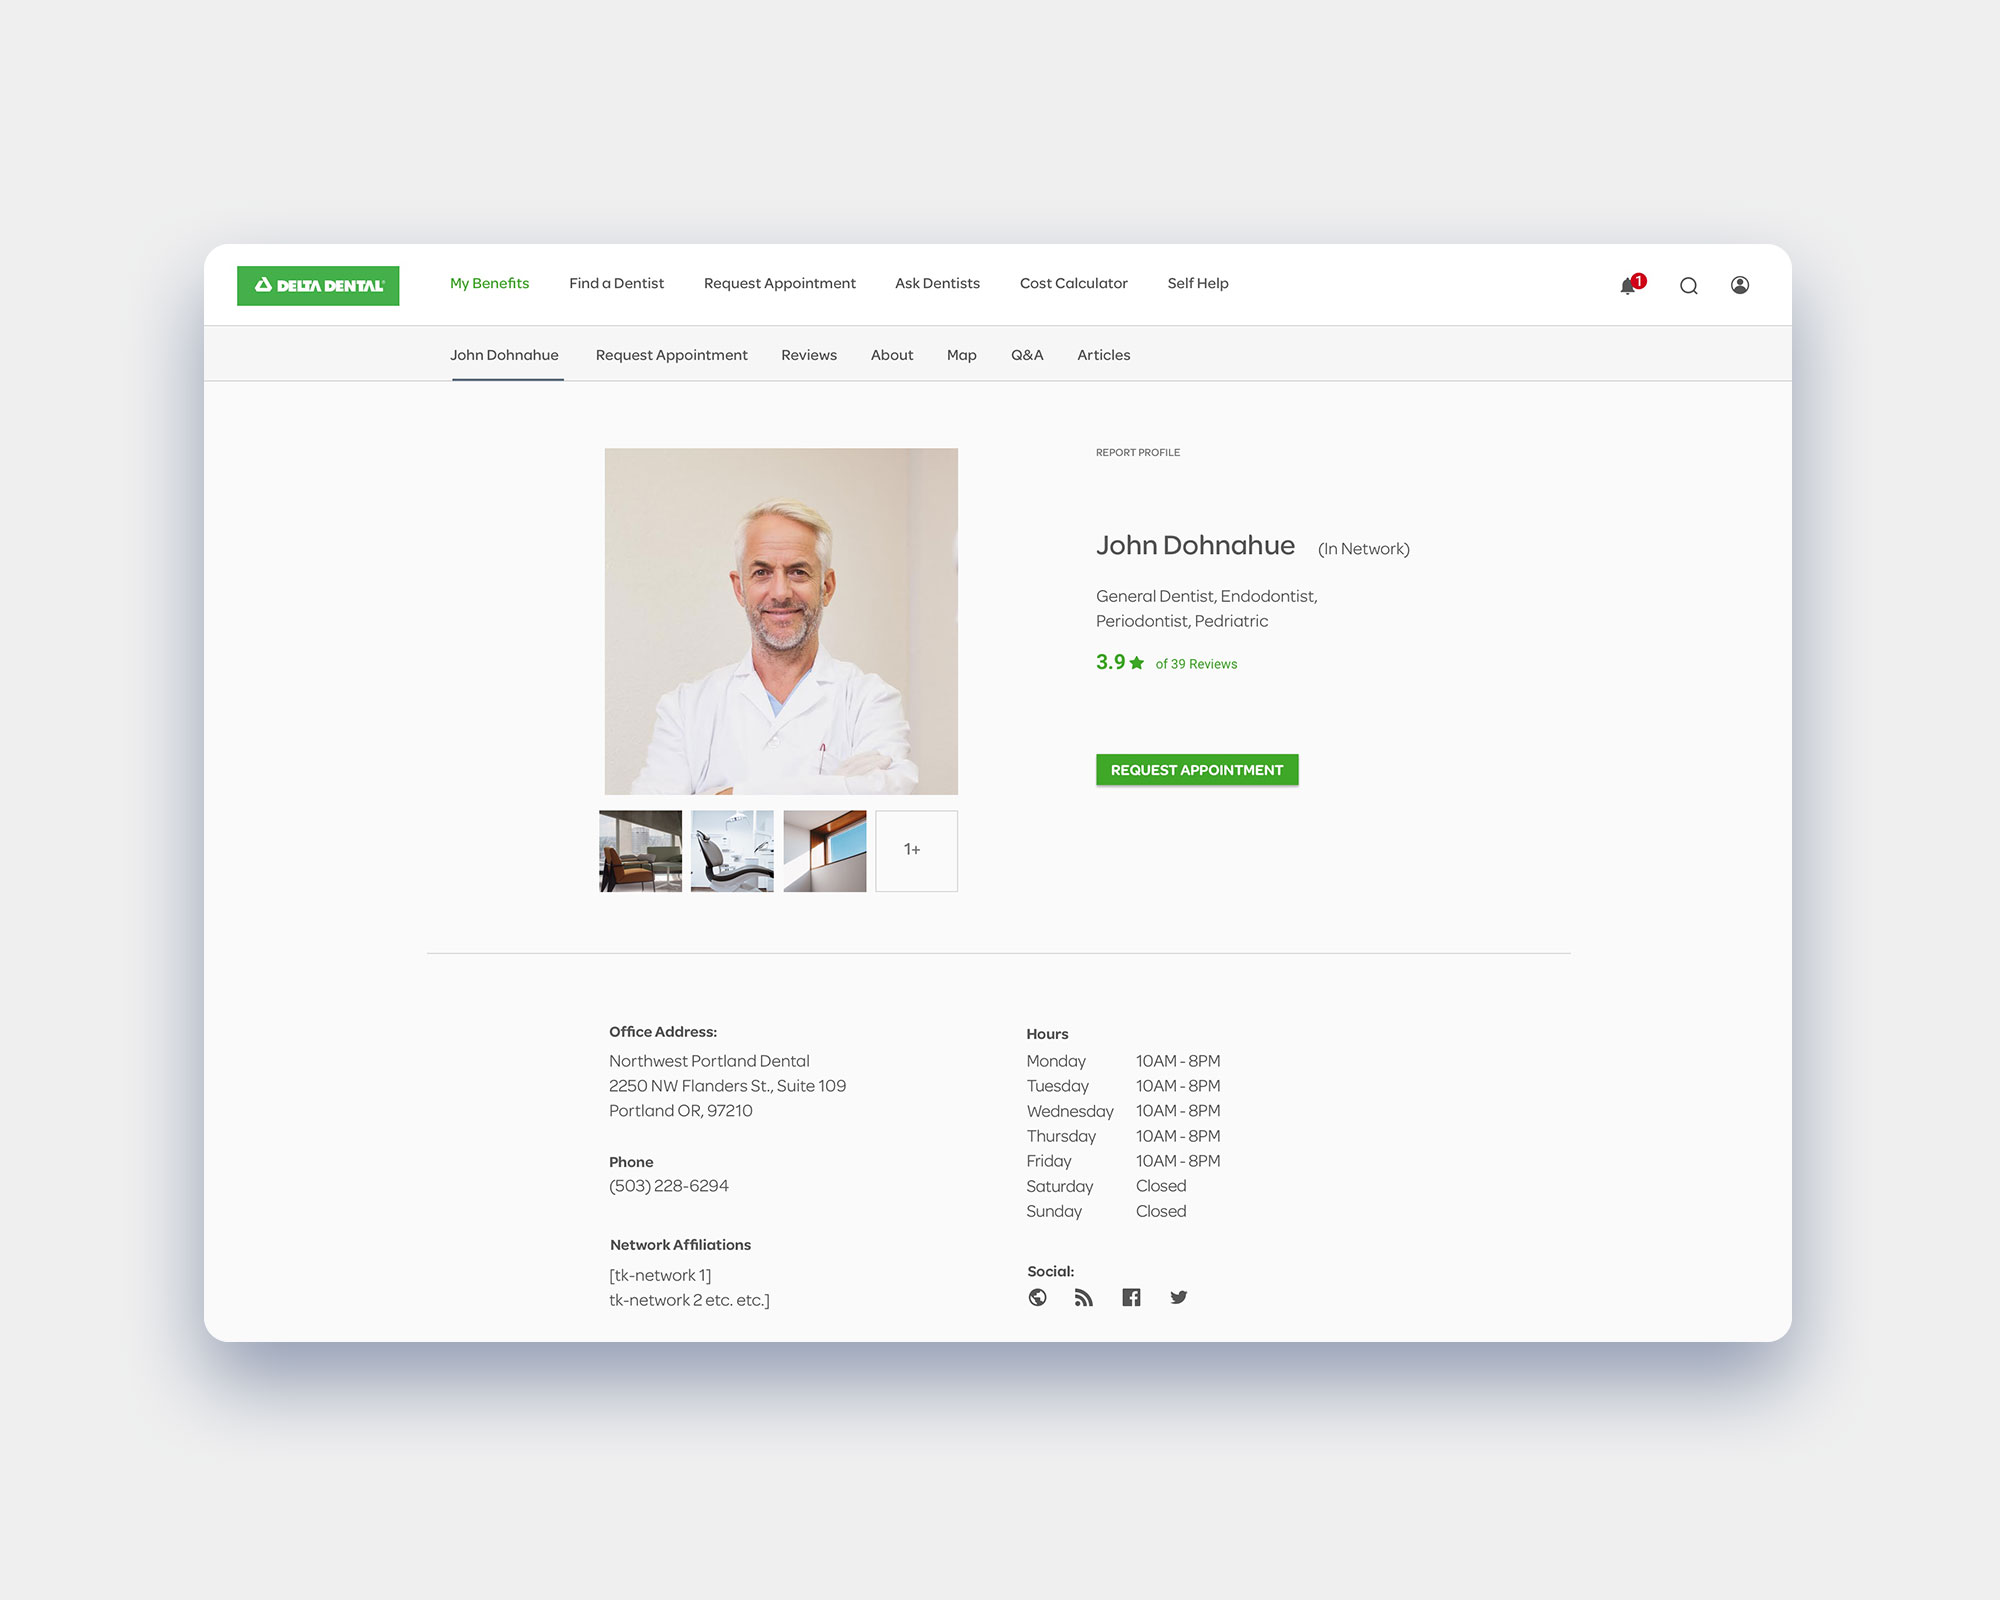 DELTA DENTAL
My Benefits
Find a Dentist
Request Appointment
Ask Dentists
Cost Calculator
Self Help
1
John Dohnahue
Request Appointment
Reviews
About
Map
Q&A
Articles
REPORT PROFILE
John Dohnahue (In Network)
General Dentist, Endodontist,
Periodontist, Pedriatric
3.9 of 39 Reviews
REQUEST APPOINTMENT
1+
Office Address:
Northwest Portland Dental
2250 NW Flanders St., Suite 109
Portland OR, 97210
Phone
(503) 228-6294
Network Affiliations
[tk-network 1]
tk-network 2 etc. etc.]
Hours
Monday 10AM - 8PM
Tuesday 10AM - 8PM
Wednesday 10AM - 8PM
Thursday 10AM - 8PM
Friday 10AM - 8PM
Saturday Closed
Sunday Closed
Social: